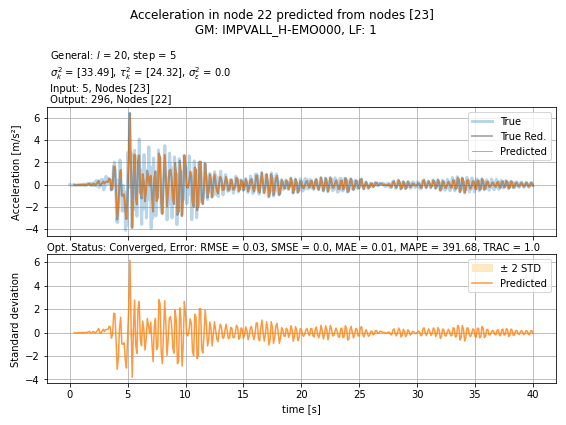 Acceleration in node 22 predicted from nodes [23]
GM: IMPVALL_H-EMO000, LF: 1
General: l = 20, step = 5
σ²ₖ = [33.49], τ²ₖ = [24.32], σ²ε = 0.0
Input: 5, Nodes [23]
Output: 296, Nodes [22]
Acceleration [m/s²]
6
4
2
0
−2
−4
True
True Red.
Predicted
Opt. Status: Converged, Error: RMSE = 0.03, SMSE = 0.0, MAE = 0.01, MAPE = 391.68, TRAC = 1.0
Standard deviation
6
4
2
0
−2
−4
± 2 STD
Predicted
0 5 10 15 20 25 30 35 40
time [s]